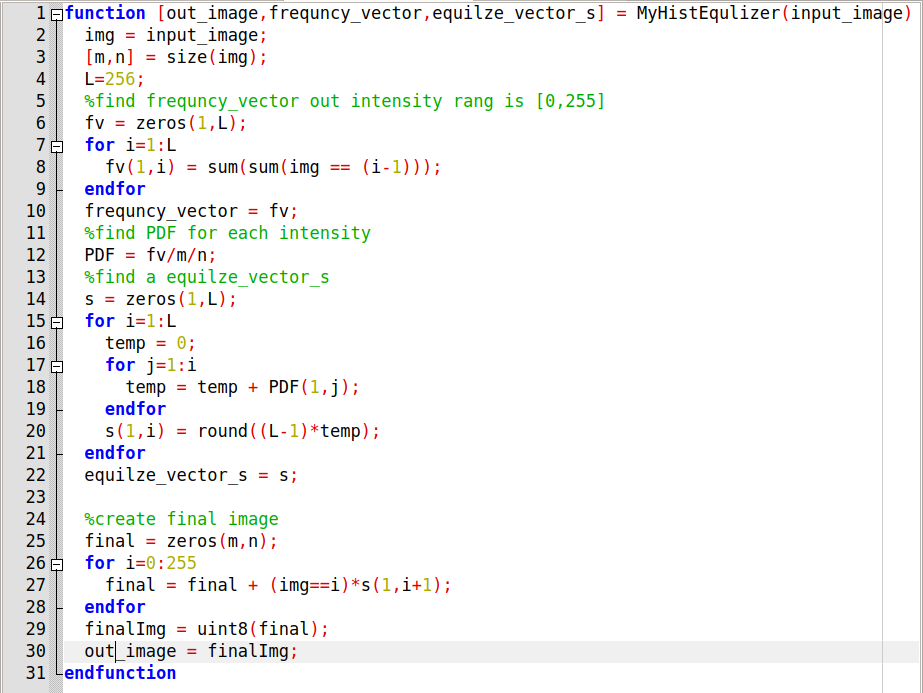 1 function [out_image,frequncy_vector,equilze_vector_s] = MyHistEqulizer(input_image)
2 img = input_image;
3 [m,n] = size(img);
4 L=256;
5 %find frequncy_vector out intensity rang is [0,255]
6 fv = zeros(1,L);
7 for i=1:L
8 fv(1,i) = sum(sum(img == (i-1)));
9 endfor
10 frequncy_vector = fv;
11 %find PDF for each intensity
12 PDF = fv/m/n;
13 %find a equilze_vector_s
14 s = zeros(1,L);
15 for i=1:L
16 temp = 0;
17 for j=1:i
18 temp = temp + PDF(1,j);
19 endfor
20 s(1,i) = round((L-1)*temp);
21 endfor
22 equilze_vector_s = s;
23
24 %create final image
25 final = zeros(m,n);
26 for i=0:255
27 final = final + (img==i)*s(1,i+1);
28 endfor
29 finalImg = uint8(final);
30 out_image = finalImg;
31 endfunction